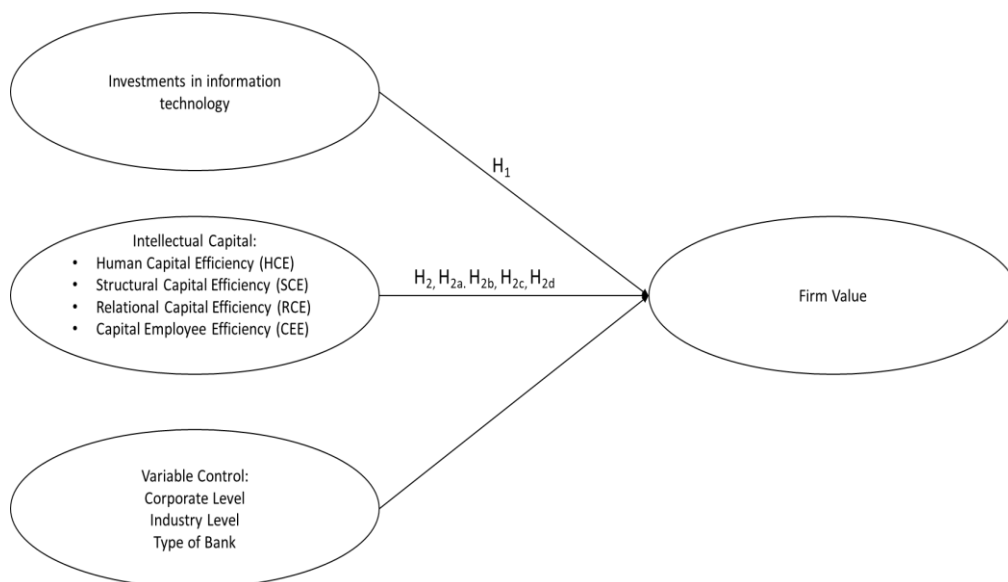 Investments in information
technology
H1
Intellectual Capital:
• Human Capital Efficiency (HCE)
• Structural Capital Efficiency (SCE)
• Relational Capital Efficiency (RCE)
• Capital Employee Efficiency (CEE)
H2, H2a. H2b, H2c, H2d
Firm Value
Variable Control:
Corporate Level
Industry Level
Type of Bank